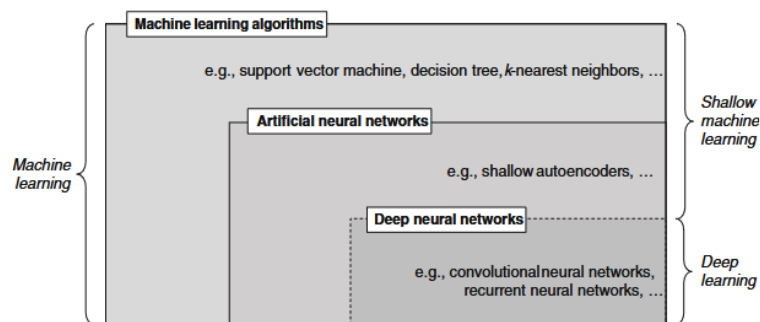 Machine learning algorithms
e.g., support vector machine, decision tree, k-nearest neighbors, ...
Artificial neural networks
e.g., shallow autoencoders, ...
Deep neural networks
e.g., convolutional neural networks,
recurrent neural networks, ...
Machine
learning
Shallow
machine
learning
Deep
learning